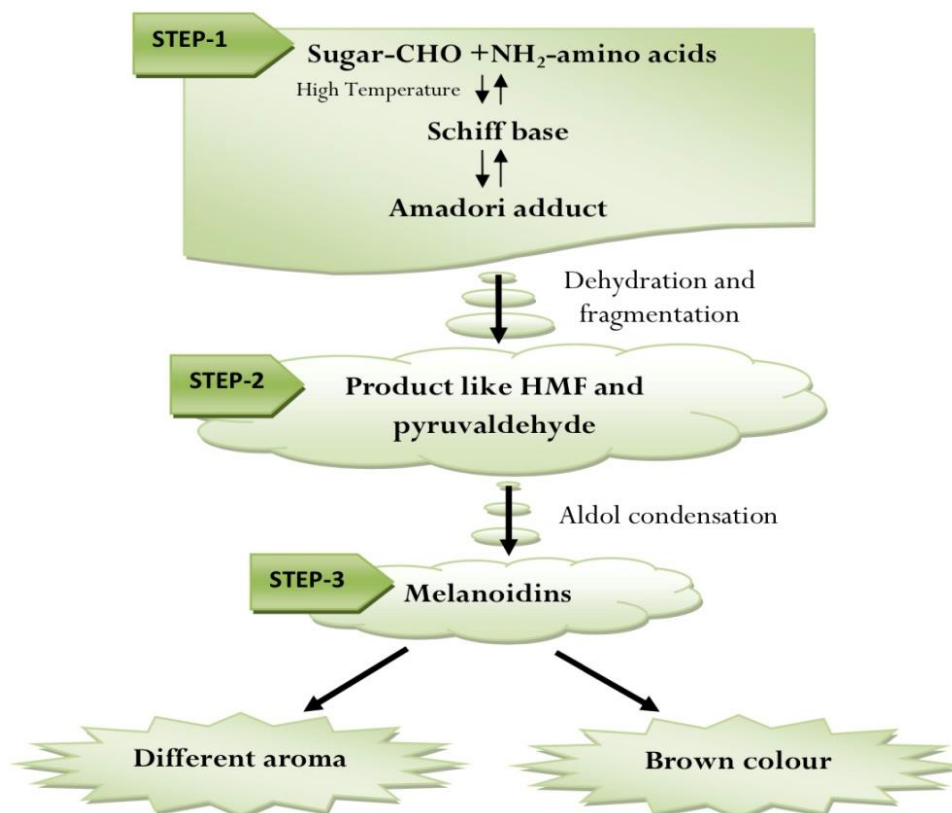 STEP-1
Sugar-CHO +NH₂-amino acids
High Temperature
Schiff base
Amadori adduct
Dehydration and
fragmentation
STEP-2
Product like HMF and
pyruvaldehyde
Aldol condensation
STEP-3
Melanoidins
Different aroma
Brown colour